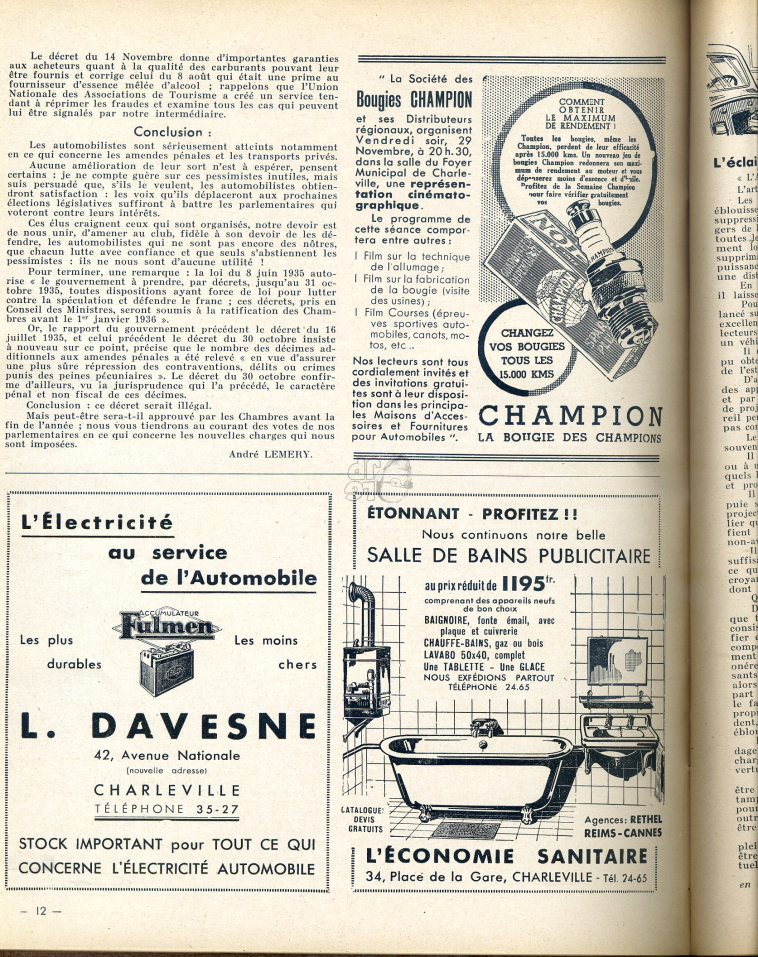 Le décret du 14 Novembre donne d'importantes garanties
aux acheteurs quant à la qualité des carburants pouvant leur
être fournis et corrige celui du 8 août qui était une prime au
fournisseur d'essence mêlée d'alcool ; rappelons que l'Union
Nationale des Associations de Tourisme a créé un service ten-
dant à réprimer les fraudes et examine tous les cas qui peuvent
lui être signalés par notre intermédiaire.
Conclusion :
Les automobilistes sont sérieusement atteints notamment
en ce qui concerne les amendes pénales et les transports privés.
Aucune amélioration de leur sort n'est à espérer, pensent
certains : je ne compte guère sur ces pessimistes inutiles, mais
suis persuadé que, s'ils le veulent, les automobilistes obtien-
dront satisfaction : les voix qu'ils déplaceront aux prochaines
élections législatives suffiront à battre les parlementaires qui
voteront contre leurs intérêts.
Ces élus craignent ceux qui sont organisés, notre devoir est
de nous unir, d'amener au club, fidèle à son devoir de les dé-
fendre, les automobilistes qui ne sont pas encore des nôtres,
que chacun lutte avec confiance et que seuls s'abstiennent les
pessimistes : ils ne nous sont d'aucune utilité !
Pour terminer, une remarque : la loi du 8 juin 1935 auto-
rise « le gouvernement à prendre, par décrets, jusqu'au 31 oc-
tobre 1935, toutes dispositions ayant force de loi pour lutter
contre la spéculation et défendre le franc ; ces décrets, pris en
Conseil des Ministres, seront soumis à la ratification des Cham-
bres avant le 1er janvier 1936 ».
Or, le rapport du gouvernement précédent le décret du 16
juillet 1935, et celui précédent le décret du 30 octobre insiste
à nouveau sur ce point, précise que le nombre des décimes ad-
ditionnels aux amendes pénales a été relevé « en vue d'assurer
une plus sûre répression des contraventions, délits ou crimes
punis des peines pécuniaires ». Le décret du 30 octobre confir-
me d'ailleurs, vu la jurisprudence qui l'a précédé, le caractère
pénal et non fiscal de ces décimes.
Conclusion : ce décret serait illégal.
Mais peut-être sera-t-il approuvé par les Chambres avant la
fin de l'année ; nous vous tiendrons au courant des votes de nos
parlementaires en ce qui concerne les nouvelles charges qui nous
sont imposées.
André LEMERY.
" La Société des
Bougies CHAMPION
et ses Distributeurs
régionaux, organisent
Vendredi soir, 29
Novembre, à 20 h.30,
dans la salle du Foyer
Municipal de Charle-
ville, une représen-
tation cinémato-
graphique.
Le programme de
cette séance compor-
tera entre autres :
1 Film sur la technique
de l'allumage ;
1 Film sur la fabrication
de la bougie (visite
des usines) ;
1 Film Courses (épreu-
ves sportives auto-
mobiles, canots, mo-
tos, etc...
Nos lecteurs sont tous
cordialement invités et
des invitations gratui-
tes sont à leur disposi-
tion dans les principa-
les Maisons d'Acces-
soires et Fournitures
pour Automobiles ".
COMMENT
OBTENIR
LE MAXIMUM
DE RENDEMENT !
Toutes les bougies, même les
Champion, perdent de leur efficacité
après 15.000 kms. Un nouveau jeu de
bougies Champion redonnera son maxi-
mum de rendement au moteur et vous
dépenserez moins d'essence et d'huile.
Profitez de la Semaine Champion
pour faire vérifier gratuitement
vos bougies.
CHAMPION
CHANGEZ
VOS BOUGIES
TOUS LES
15.000 KMS
CHAMPION
LA BOUGIE DES CHAMPIONS
L'Électricité
au service
de l'Automobile
ACCUMULATEUR
Fulmen
Les plus
durables
Les moins
chers
L. DAVESNE
42, Avenue Nationale
(nouvelle adresse)
CHARLEVILLE
TÉLÉPHONE 35-27
STOCK IMPORTANT pour TOUT CE QUI
CONCERNE L'ÉLECTRICITÉ AUTOMOBILE
ÉTONNANT - PROFITEZ !!
Nous continuons notre belle
SALLE DE BAINS PUBLICITAIRE
au prix réduit de 1195 fr.
comprenant des appareils neufs
de bon choix
BAIGNOIRE, fonte émail, avec
plaque et cuivrerie
CHAUFFE-BAINS, gaz ou bois
LAVABO 50x40, complet
Une TABLETTE - Une GLACE
NOUS EXPÉDIONS PARTOUT
TÉLÉPHONE 24.65
CATALOGUE
DEVIS
GRATUITS
Agences : RETHEL
REIMS - CANNES
L'ÉCONOMIE SANITAIRE
34, Place de la Gare, CHARLEVILLE - Tél. 24-65
— 12 —
L'éclai